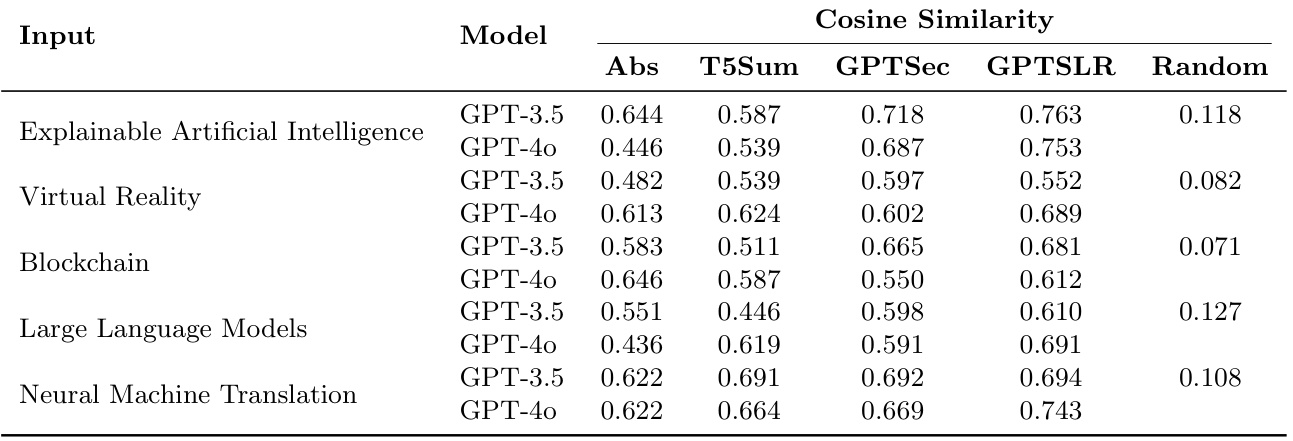 Cosine Similarity
Input Model
Abs T5Sum GPTSec GPTSLR Random
GPT-3.5 0.644 0.587 0.718 0.763 0.118
Explainable Artificial Intelligence
GPT-4o 0.446 0.539 0.687 0.753
GPT-3.5 0.482 0.539 0.597 0.552 0.082
Virtual Reality
GPT-4o 0.613 0.624 0.602 0.689
GPT-3.5 0.583 0.511 0.665 0.681 0.071
Blockchain
GPT-4o 0.646 0.587 0.550 0.612
GPT-3.5 0.551 0.446 0.598 0.610 0.127
Large Language Models
GPT-4o 0.436 0.619 0.591 0.691
GPT-3.5 0.622 0.691 0.692 0.694 0.108
Neural Machine Translation
GPT-4o 0.622 0.664 0.669 0.743